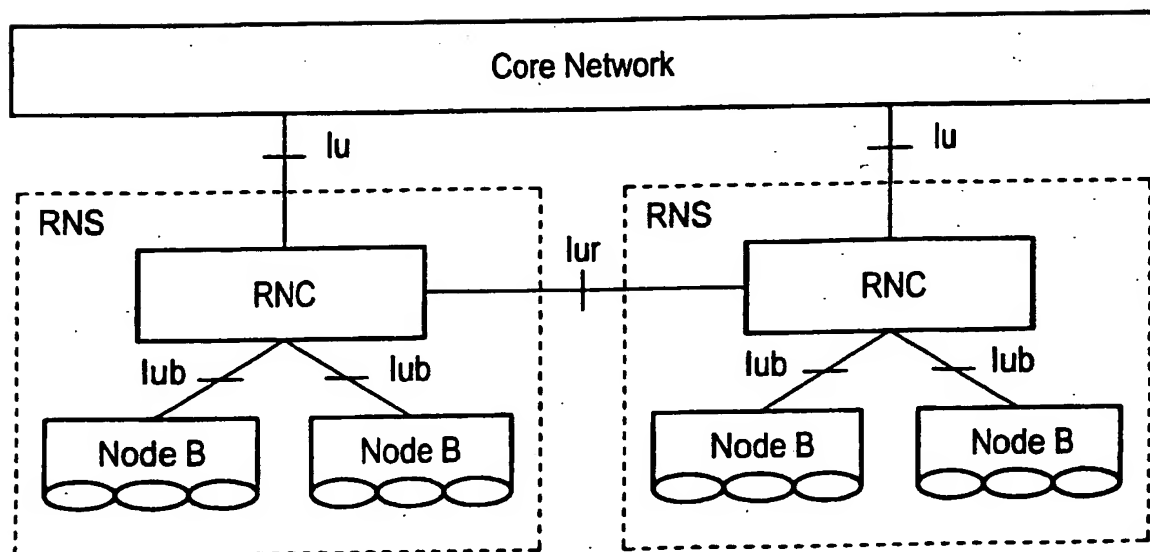 Core Network
Iu
Iu
RNS
RNS
Iur
RNC
RNC
Iub
Iub
Iub
Iub
Node B
Node B
Node B
Node B